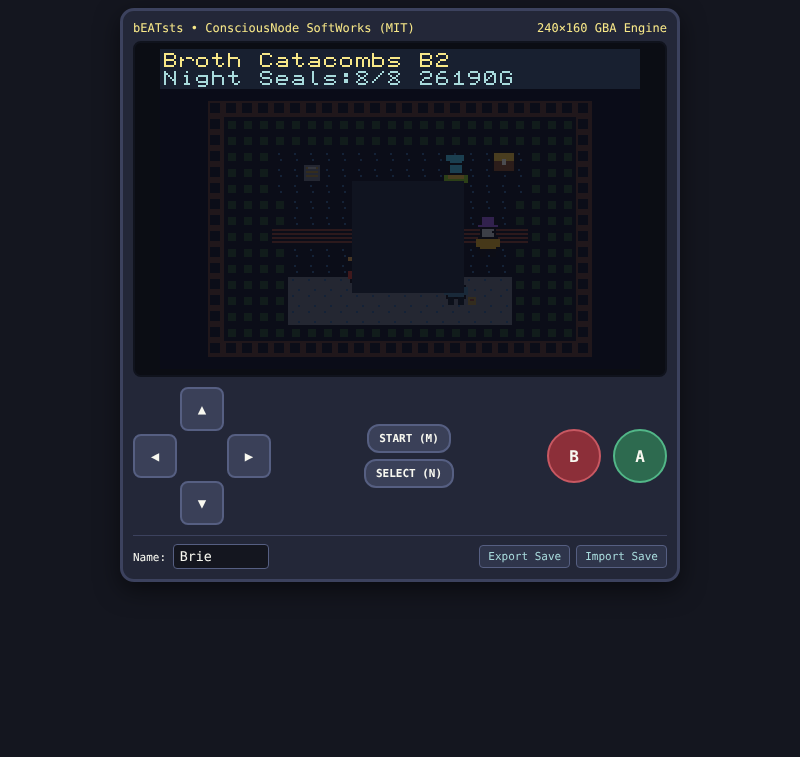 bEATsts • ConsciousNode SoftWorks (MIT) 240×160 GBA Engine
Broth Catacombs B2
Night Seals:8/8 26190G
▲
◀ ▶
▼
START (M)
SELECT (N)
B A
Name: Brie Export Save Import Save